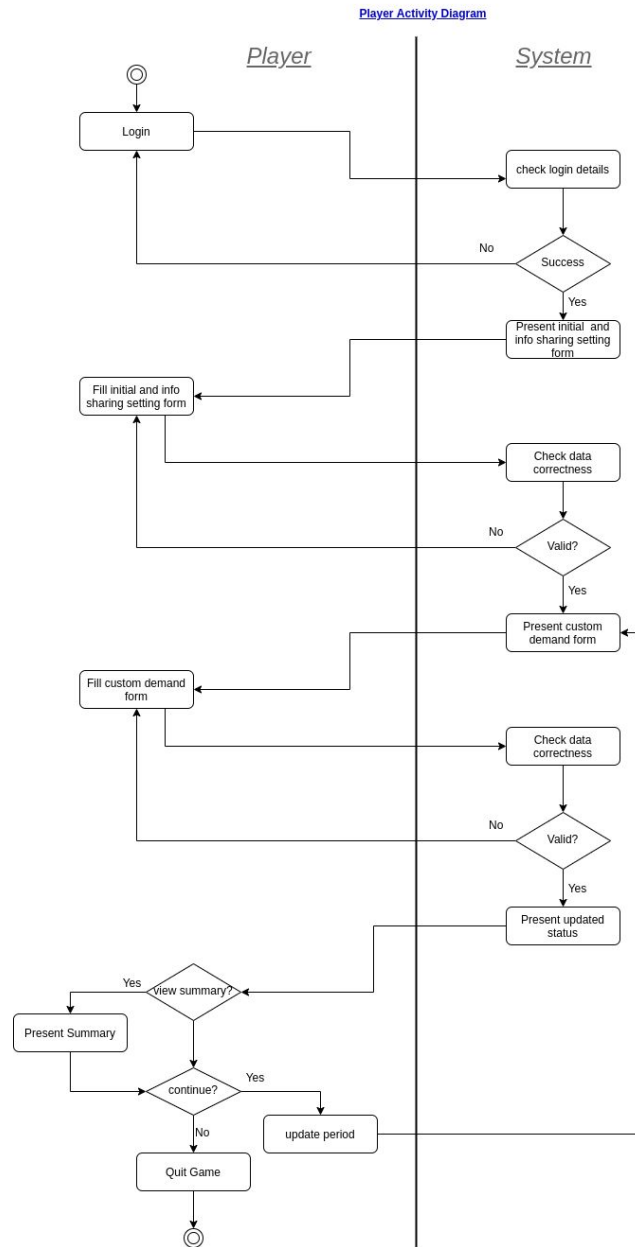 Player Activity Diagram
Player
System
Login
check login details
No
Success
Yes
Present initial and
info sharing setting
form
Fill initial and info
sharing setting form
Check data
correctness
No
Valid?
Yes
Present custom
demand form
Fill custom demand
form
Check data
correctness
No
Valid?
Yes
Present updated
status
Yes
view summary?
Present Summary
continue?
Yes
No
update period
Quit Game